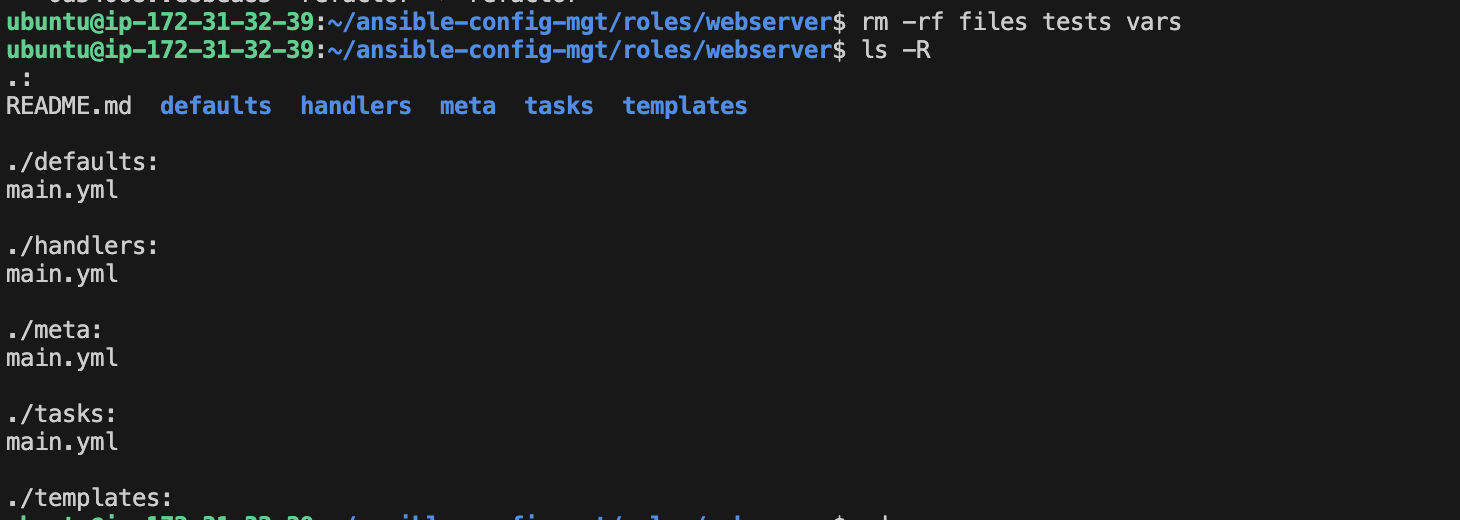 ubuntu@ip-172-31-32-39:~/ansible-config-mgt/roles/webserver$ rm -rf files tests vars
ubuntu@ip-172-31-32-39:~/ansible-config-mgt/roles/webserver$ ls -R
.:
README.md  defaults  handlers  meta  tasks  templates
./defaults:
main.yml
./handlers:
main.yml
./meta:
main.yml
./tasks:
main.yml
./templates: